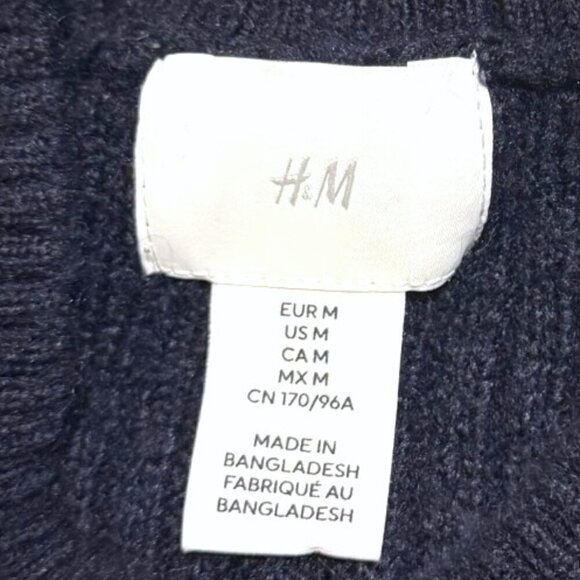 H&M
EUR M
US M
CA M
MX M
CN 170/96A
MADE IN
BANGLADESH
FABRIQUÉ AU
BANGLADESH